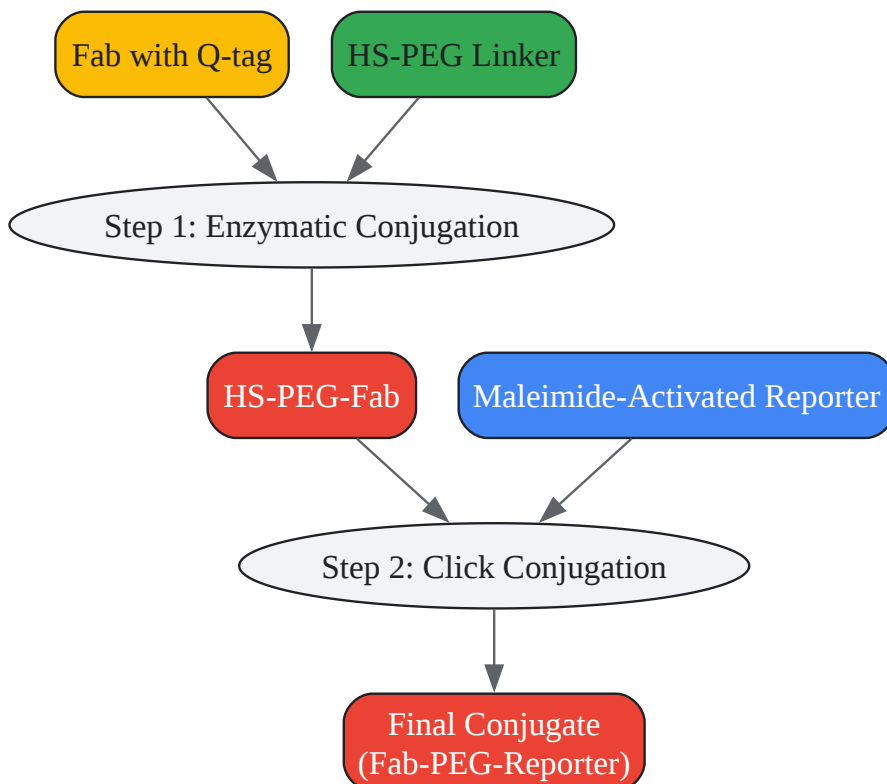 Fab with Q-tag
HS-PEG Linker
Step 1: Enzymatic Conjugation
HS-PEG-Fab
Maleimide-Activated Reporter
Step 2: Click Conjugation
Final Conjugate
(Fab-PEG-Reporter)